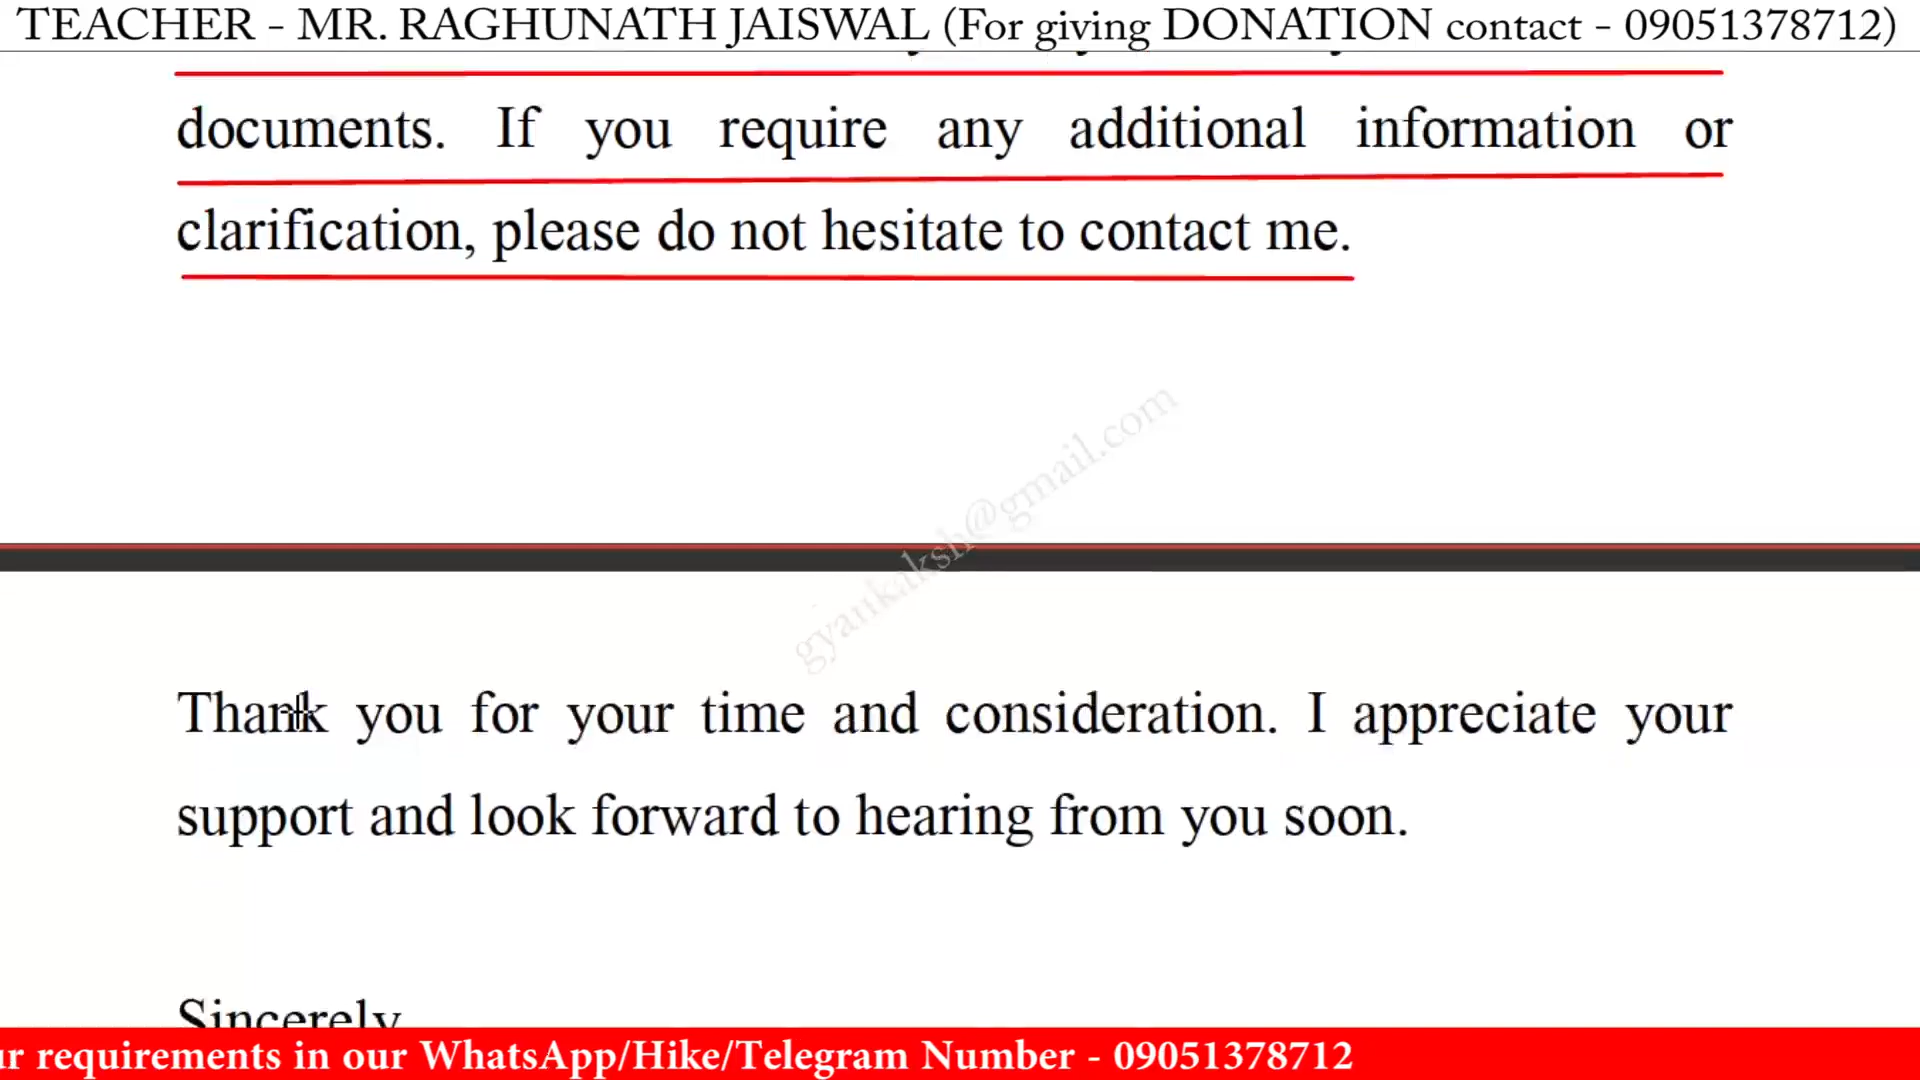 TEACHER - MR. RAGHUNATH JAISWAL (For giving DONATION contact - 09051378712)
documents. If you require any additional information or
clarification, please do not hesitate to contact me.
gyankaksh@gmail.com
Thank you for your time and consideration. I appreciate your
support and look forward to hearing from you soon.
Sincerely
requirements in our WhatsApp/Hike/Telegram Number - 09051378712